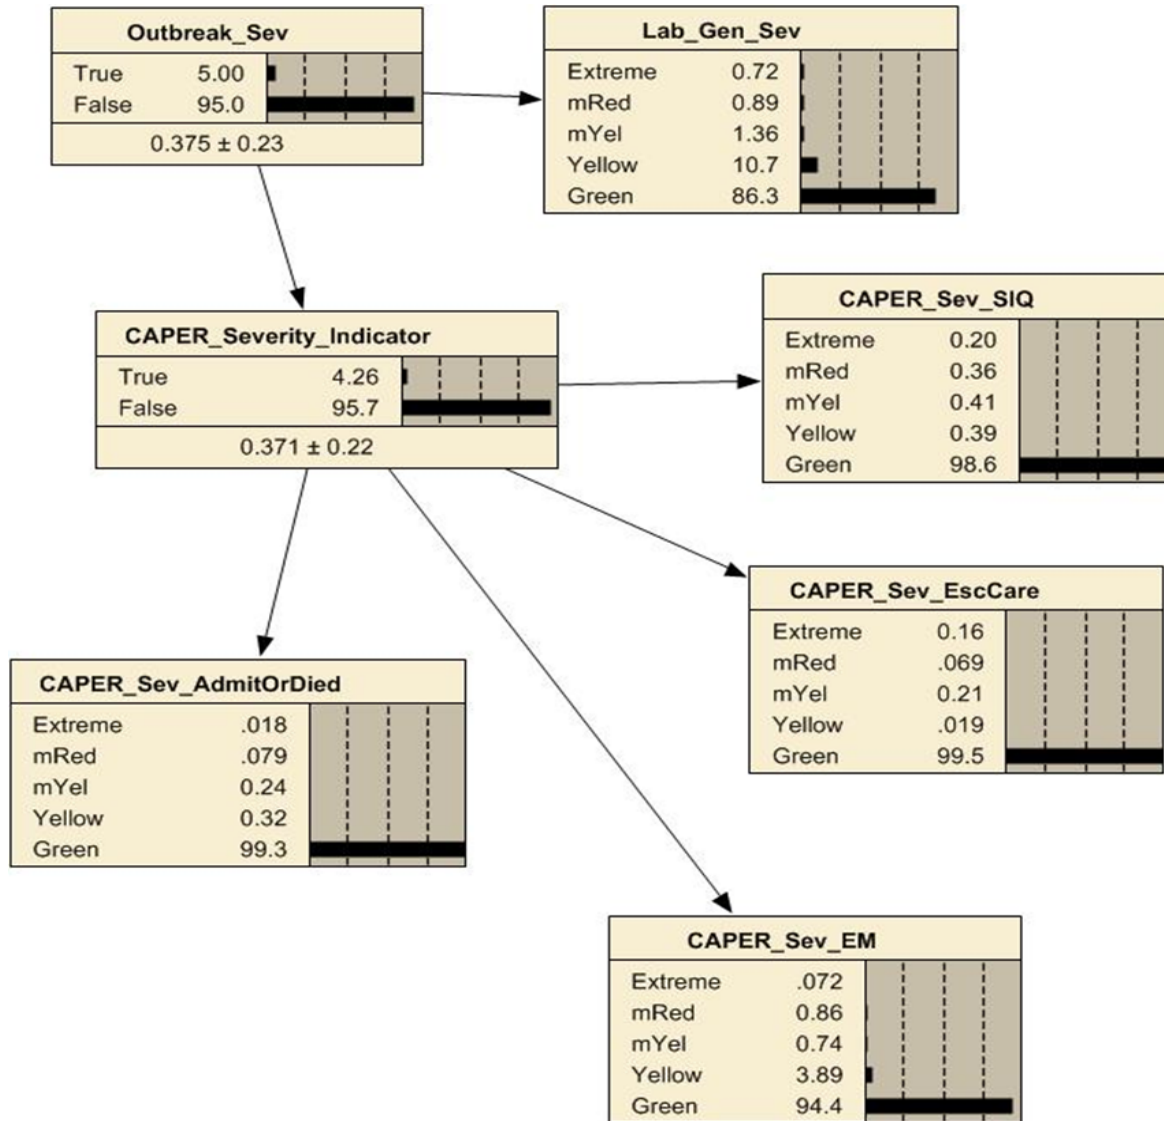 Outbreak_Sev
True 5.00
False 95.0
0.375 ± 0.23
Lab_Gen_Sev
Extreme 0.72
mRed 0.89
mYel 1.36
Yellow 10.7
Green 86.3
CAPER_Severity_Indicator
True 4.26
False 95.7
0.371 ± 0.22
CAPER_Sev_SIQ
Extreme 0.20
mRed 0.36
mYel 0.41
Yellow 0.39
Green 98.6
CAPER_Sev_EscCare
Extreme 0.16
mRed .069
mYel 0.21
Yellow .019
Green 99.5
CAPER_Sev_AdmitOrDied
Extreme .018
mRed .079
mYel 0.24
Yellow 0.32
Green 99.3
CAPER_Sev_EM
Extreme .072
mRed 0.86
mYel 0.74
Yellow 3.89
Green 94.4